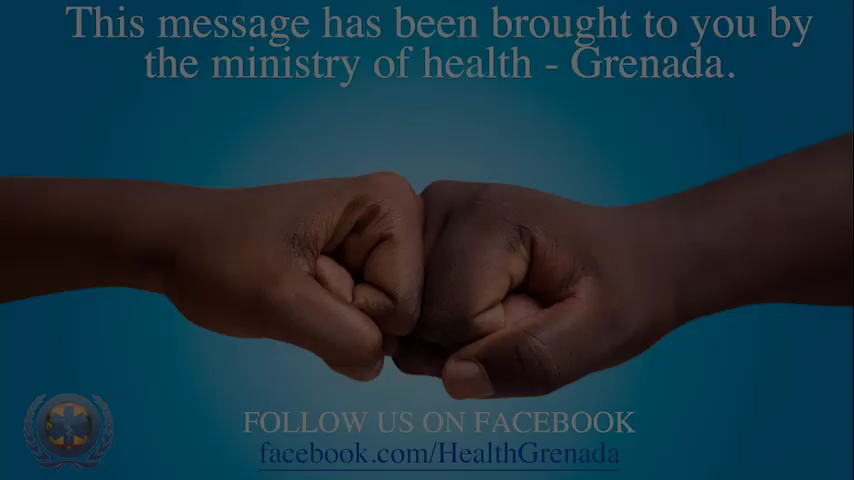 This message has been brought to you by
the ministry of health - Grenada.
FOLLOW US ON FACEBOOK
facebook.com/HealthGrenada